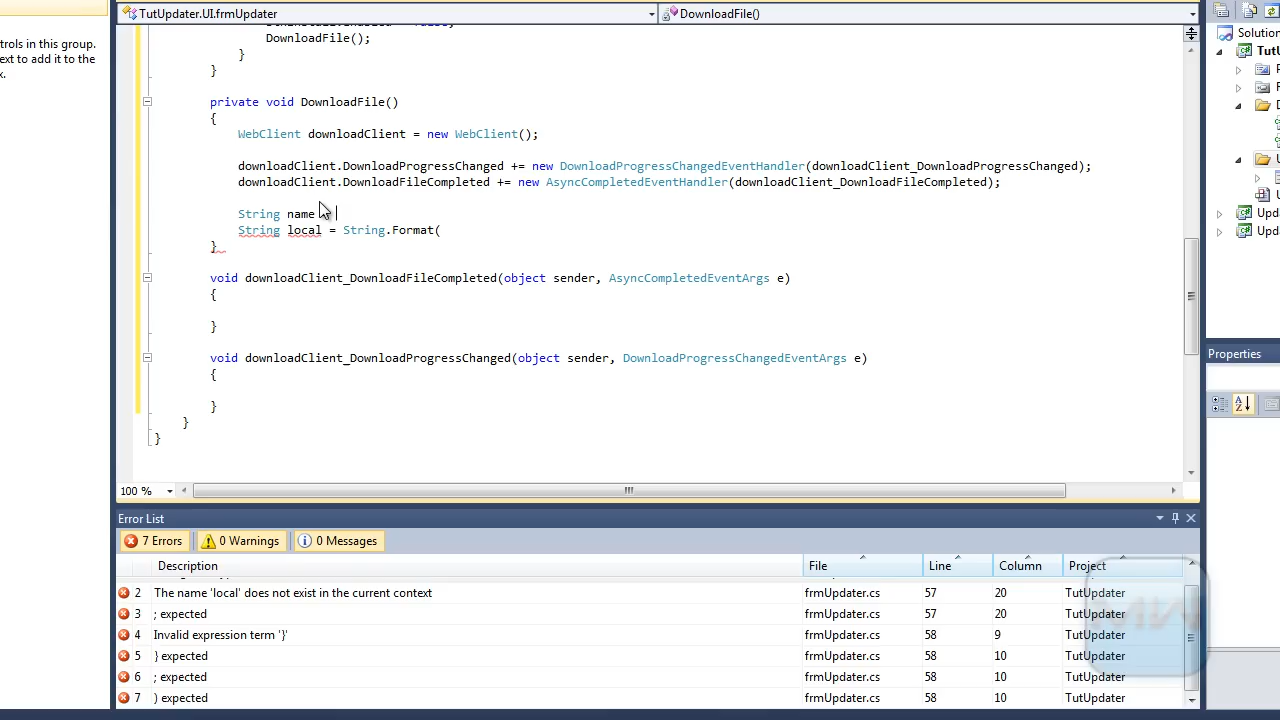 TutUpdater.UI.frmUpdater
DownloadFile()
trols in this group.
ext to add it to the
x.
DownloadFile();
}
}
private void DownloadFile()
{
WebClient downloadClient = new WebClient();
downloadClient.DownloadProgressChanged += new DownloadProgressChangedEventHandler(downloadClient_DownloadProgressChanged);
downloadClient.DownloadFileCompleted += new AsyncCompletedEventHandler(downloadClient_DownloadFileCompleted);
String name
String local = String.Format(
}
void downloadClient_DownloadFileCompleted(object sender, AsyncCompletedEventArgs e)
{
}
void downloadClient_DownloadProgressChanged(object sender, DownloadProgressChangedEventArgs e)
{
}
}
}
100 %
Solutio
TutU
F
F
D
U
Upda
Upda
Properties
Error List
7 Errors
0 Warnings
0 Messages
Description File Line Column Project
2 The name 'local' does not exist in the current context frmUpdater.cs 57 20 TutUpdater
3 ; expected frmUpdater.cs 57 20 TutUpdater
4 Invalid expression term '}' frmUpdater.cs 58 9 TutUpdater
5 } expected frmUpdater.cs 58 10 TutUpdater
6 ; expected frmUpdater.cs 58 10 TutUpdater
7 ) expected frmUpdater.cs 58 10 TutUpdater